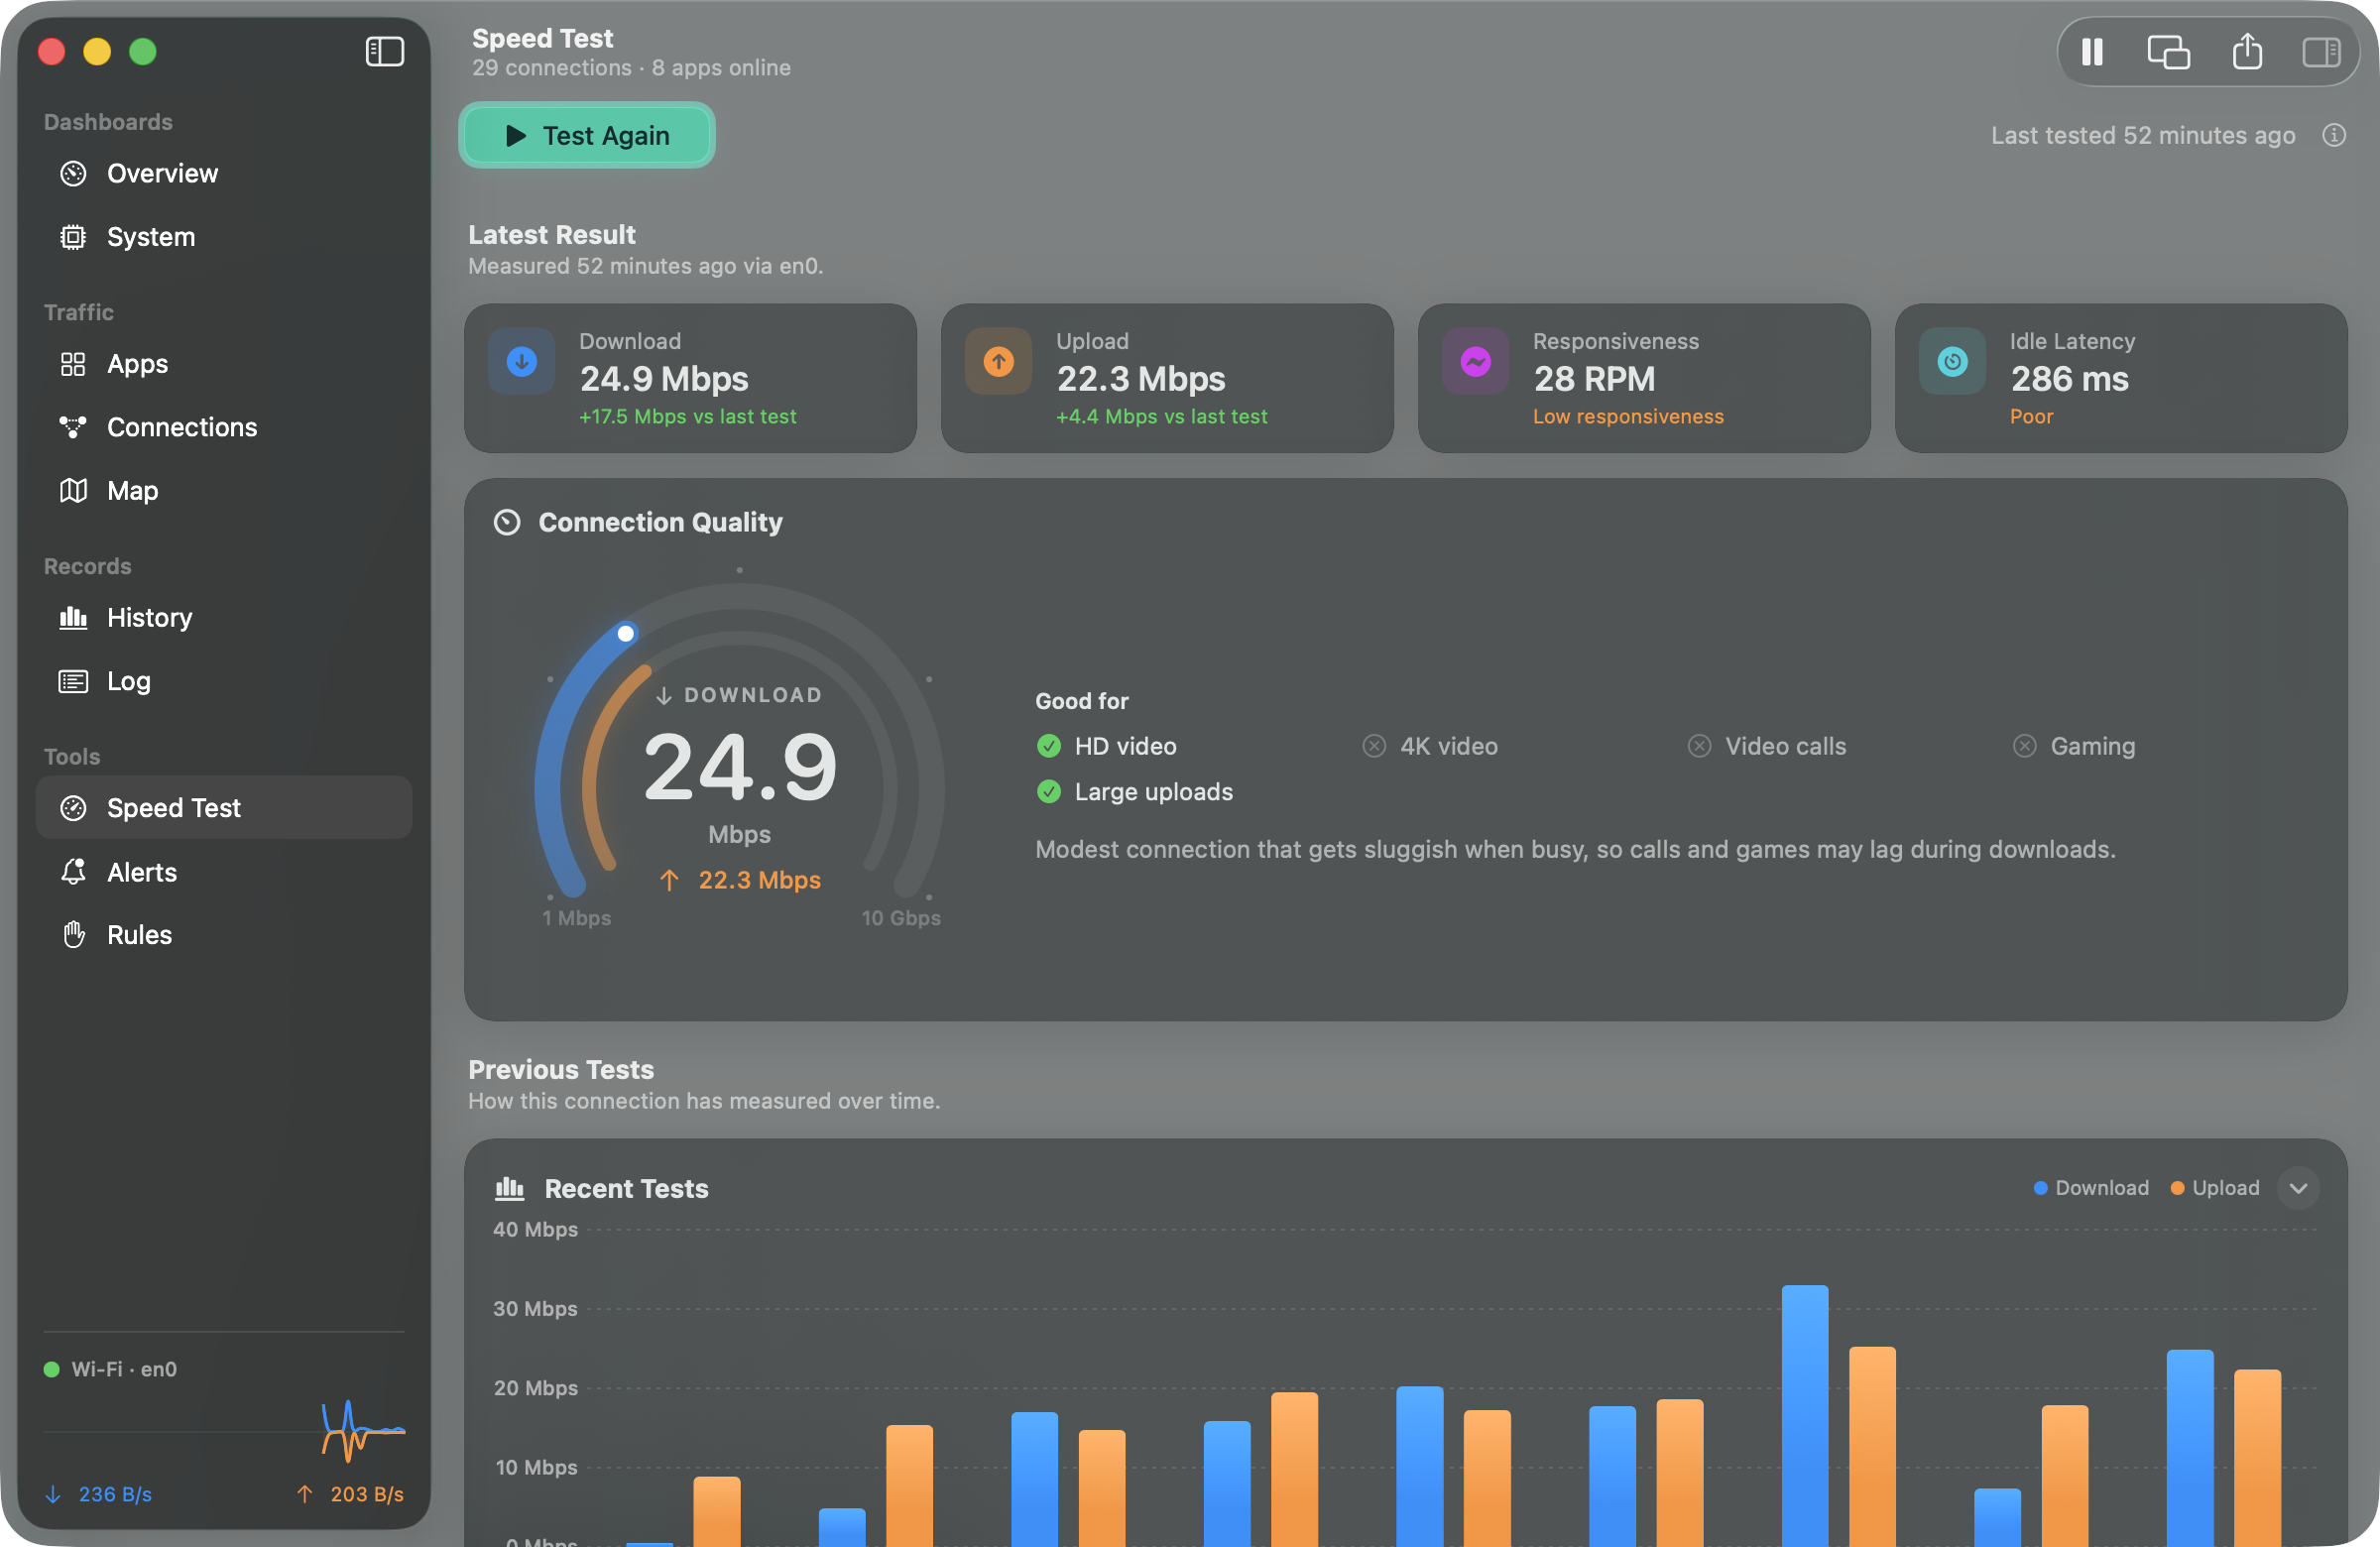 Dashboards
Overview
System
Traffic
Apps
Connections
Map
Records
History
Log
Tools
Speed Test
Alerts
Rules
Wi-Fi · en0
236 B/s
203 B/s
Speed Test
29 connections · 8 apps online
Test Again
Last tested 52 minutes ago
Latest Result
Measured 52 minutes ago via en0.
Download
24.9 Mbps
+17.5 Mbps vs last test
Upload
22.3 Mbps
+4.4 Mbps vs last test
Responsiveness
28 RPM
Low responsiveness
Idle Latency
286 ms
Poor
Connection Quality
DOWNLOAD
24.9
Mbps
22.3 Mbps
1 Mbps
10 Gbps
Good for
HD video
4K video
Video calls
Gaming
Large uploads
Modest connection that gets sluggish when busy, so calls and games may lag during downloads.
Previous Tests
How this connection has measured over time.
Recent Tests
Download
Upload
40 Mbps
30 Mbps
20 Mbps
10 Mbps
0 Mbps